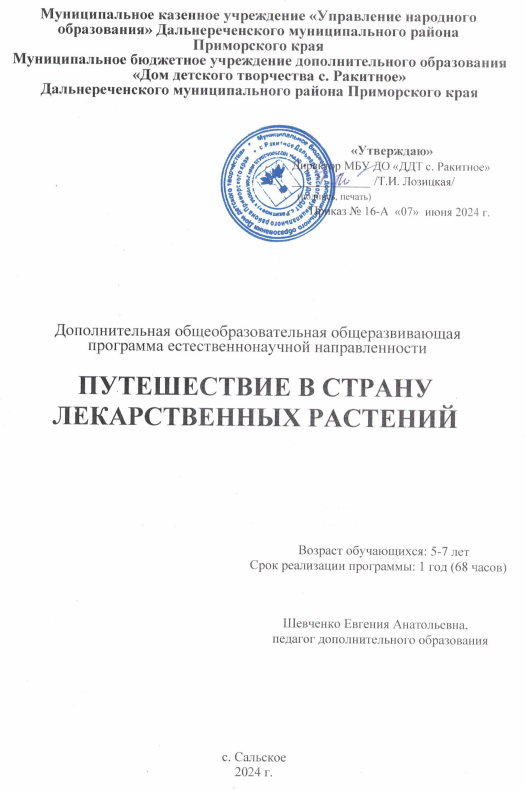 Муниципальное казенное учреждение «Управление народного
образования» Дальнереченского муниципального района
Приморского края
Муниципальное бюджетное учреждение дополнительного образования
«Дом детского творчества с. Ракитное»
Дальнереченского муниципального района Приморского края
«Утверждаю»
Директор МБУ ДО «ДДТ с. Ракитное»
/Т.И. Лозицкая/
(подпись, печать)
Приказ № 16-А «07» июня 2024 г.
Дополнительная общеобразовательная общеразвивающая
программа естественнонаучной направленности
ПУТЕШЕСТВИЕ В СТРАНУ
ЛЕКАРСТВЕННЫХ РАСТЕНИЙ
Возраст обучающихся: 5-7 лет
Срок реализации программы: 1 год (68 часов)
Шевченко Евгения Анатольевна,
педагог дополнительного образования
с. Сальское
2024 г.